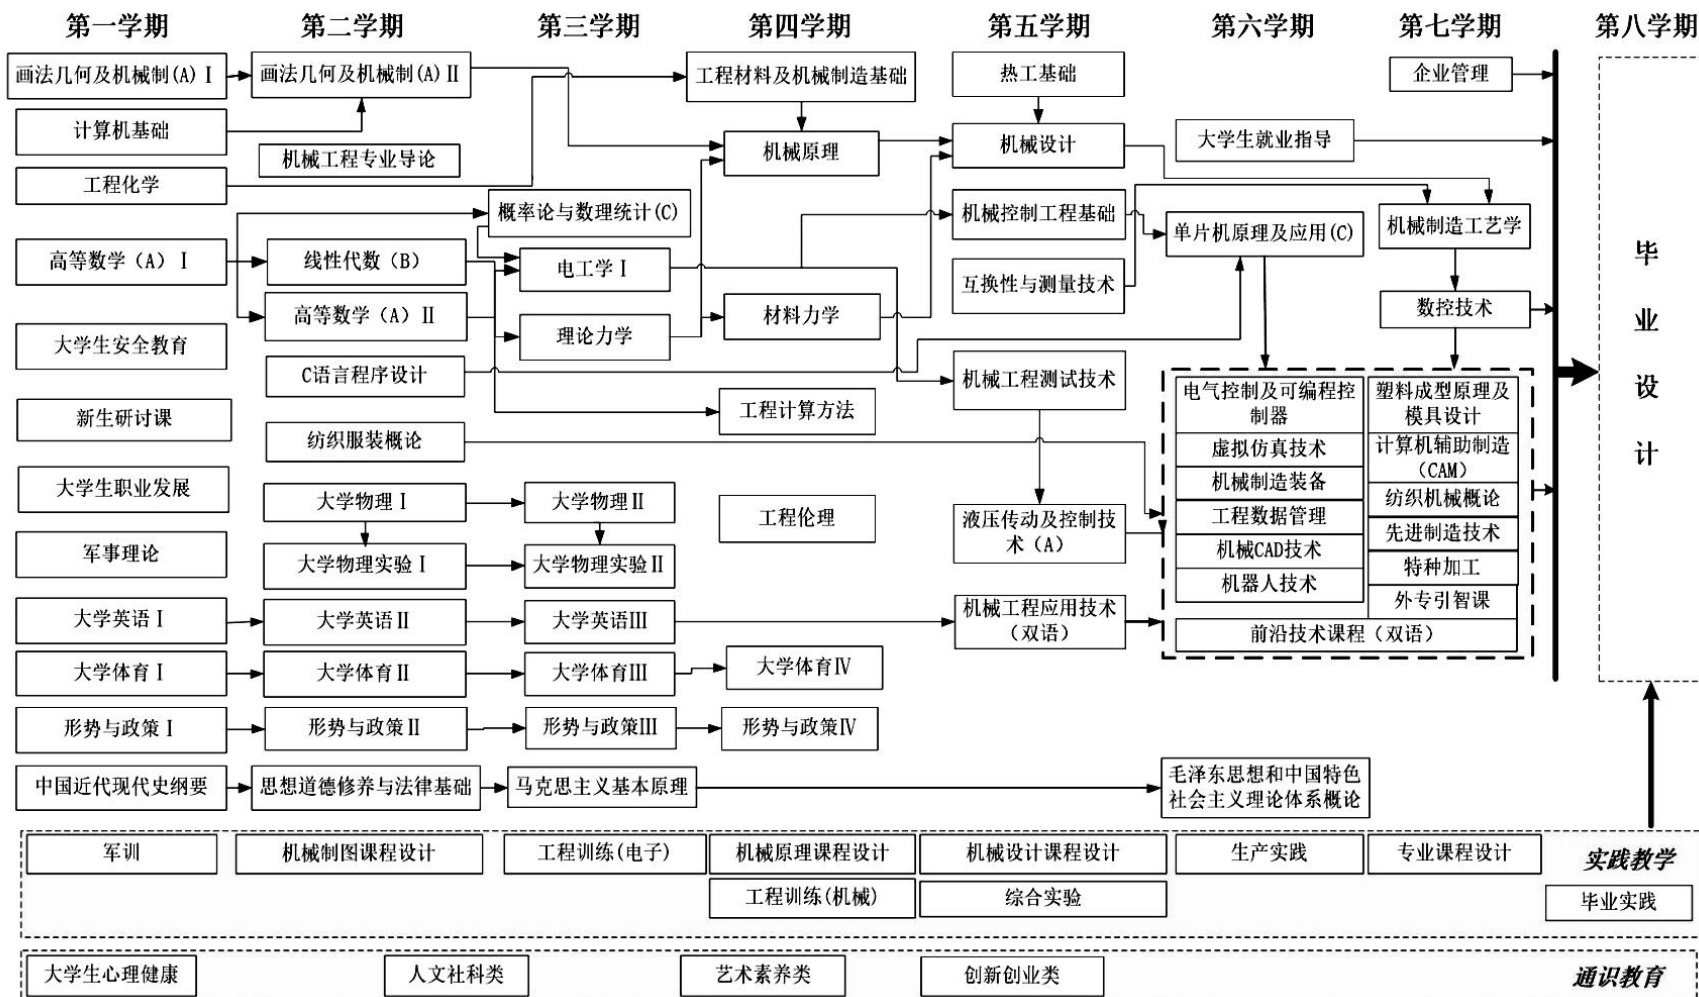 第一学期
第二学期
第三学期
第四学期
第五学期
第六学期
第七学期
第八学期
画法几何及机械制(A)Ⅰ
计算机基础
工程化学
高等数学（A）Ⅰ
大学生安全教育
新生研讨课
大学生职业发展
军事理论
大学英语Ⅰ
大学体育Ⅰ
形势与政策Ⅰ
中国近代现代史纲要
画法几何及机械制(A)Ⅱ
机械工程专业导论
线性代数（B）
高等数学（A）Ⅱ
C语言程序设计
纺织服装概论
大学物理Ⅰ
大学物理实验Ⅰ
大学英语Ⅱ
大学体育Ⅱ
形势与政策Ⅱ
思想道德修养与法律基础
概率论与数理统计(C)
电工学Ⅰ
理论力学
大学物理Ⅱ
大学物理实验Ⅱ
大学英语Ⅲ
大学体育Ⅲ
形势与政策Ⅲ
马克思主义基本原理
工程材料及机械制造基础
机械原理
材料力学
工程计算方法
工程伦理
大学体育Ⅳ
形势与政策Ⅳ
热工基础
机械设计
机械控制工程基础
互换性与测量技术
机械工程测试技术
液压传动及控制技
术（A）
机械工程应用技术
（双语）
大学生就业指导
单片机原理及应用(C)
电气控制及可编程控
制器
虚拟仿真技术
机械制造装备
工程数据管理
机械CAD技术
机器人技术
前沿技术课程（双语）
毛泽东思想和中国特色
社会主义理论体系概论
企业管理
机械制造工艺学
数控技术
塑料成型原理及
模具设计
计算机辅助制造
（CAM）
纺织机械概论
先进制造技术
特种加工
外专引智课
毕业设计
军训
机械制图课程设计
工程训练(电子)
机械原理课程设计
机械设计课程设计
生产实践
专业课程设计
实践教学
工程训练(机械)
综合实验
毕业实践
大学生心理健康
人文社科类
艺术素养类
创新创业类
通识教育